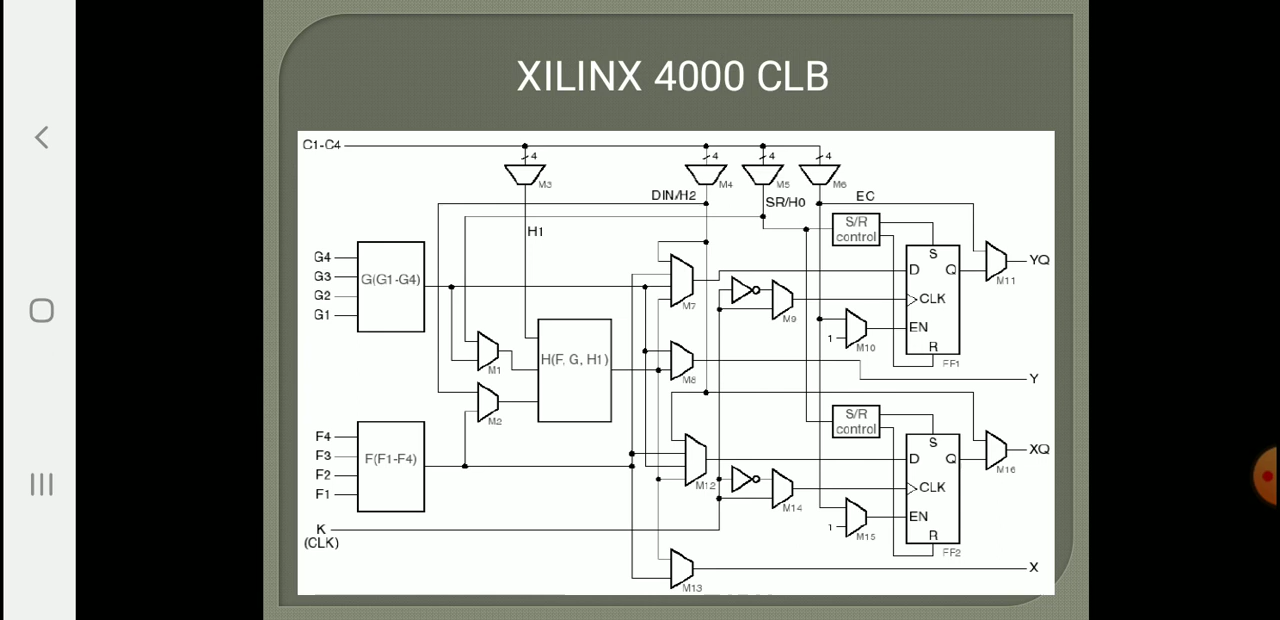 XILINX 4000 CLB
C1-C4
4
4
4
4
M3
M4
M5
M6
DIN/H2
SR/H0
EC
H1
S/R
control
G4
G3
G2
G1
G(G1-G4)
S
D
Q
CLK
EN
R
FF1
M11
YQ
M7
M9
1
M10
M1
H(F, G, H1)
M8
Y
M2
S/R
control
F4
F3
F2
F1
F(F1-F4)
S
D
Q
CLK
EN
R
FF2
M16
XQ
M12
M14
1
M15
K
(CLK)
M13
X